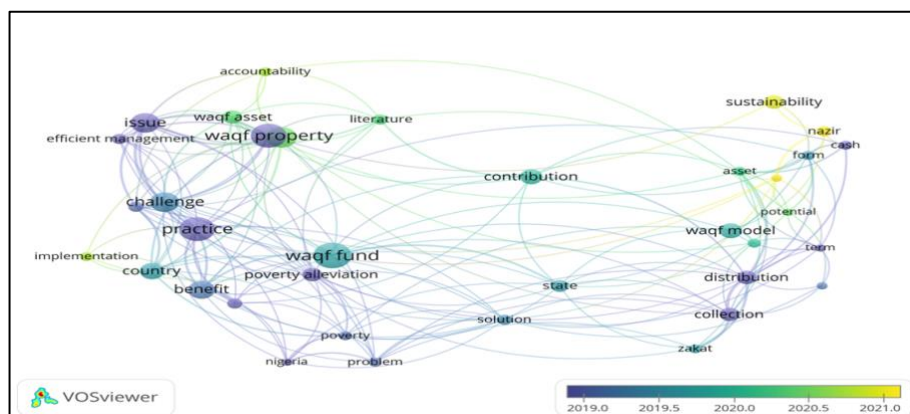 accountability
sustainability
issue
waqf asset
literature
nazir
efficient management
waqf property
form
cash
contribution
asset
challenge
potential
practice
waqf model
term
implementation
waqf fund
country
poverty alleviation
distribution
benefit
state
collection
solution
poverty
zakat
nigeria
problem
VOSviewer
2019.0 2019.5 2020.0 2020.5 2021.0